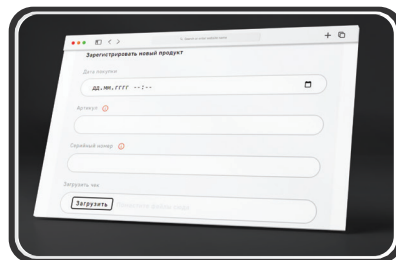 Зарегистрировать новый продукт
Дата покупки
дд.мм.гггг --:--
Артикул
Серийный номер
Загрузить чек
Загрузить